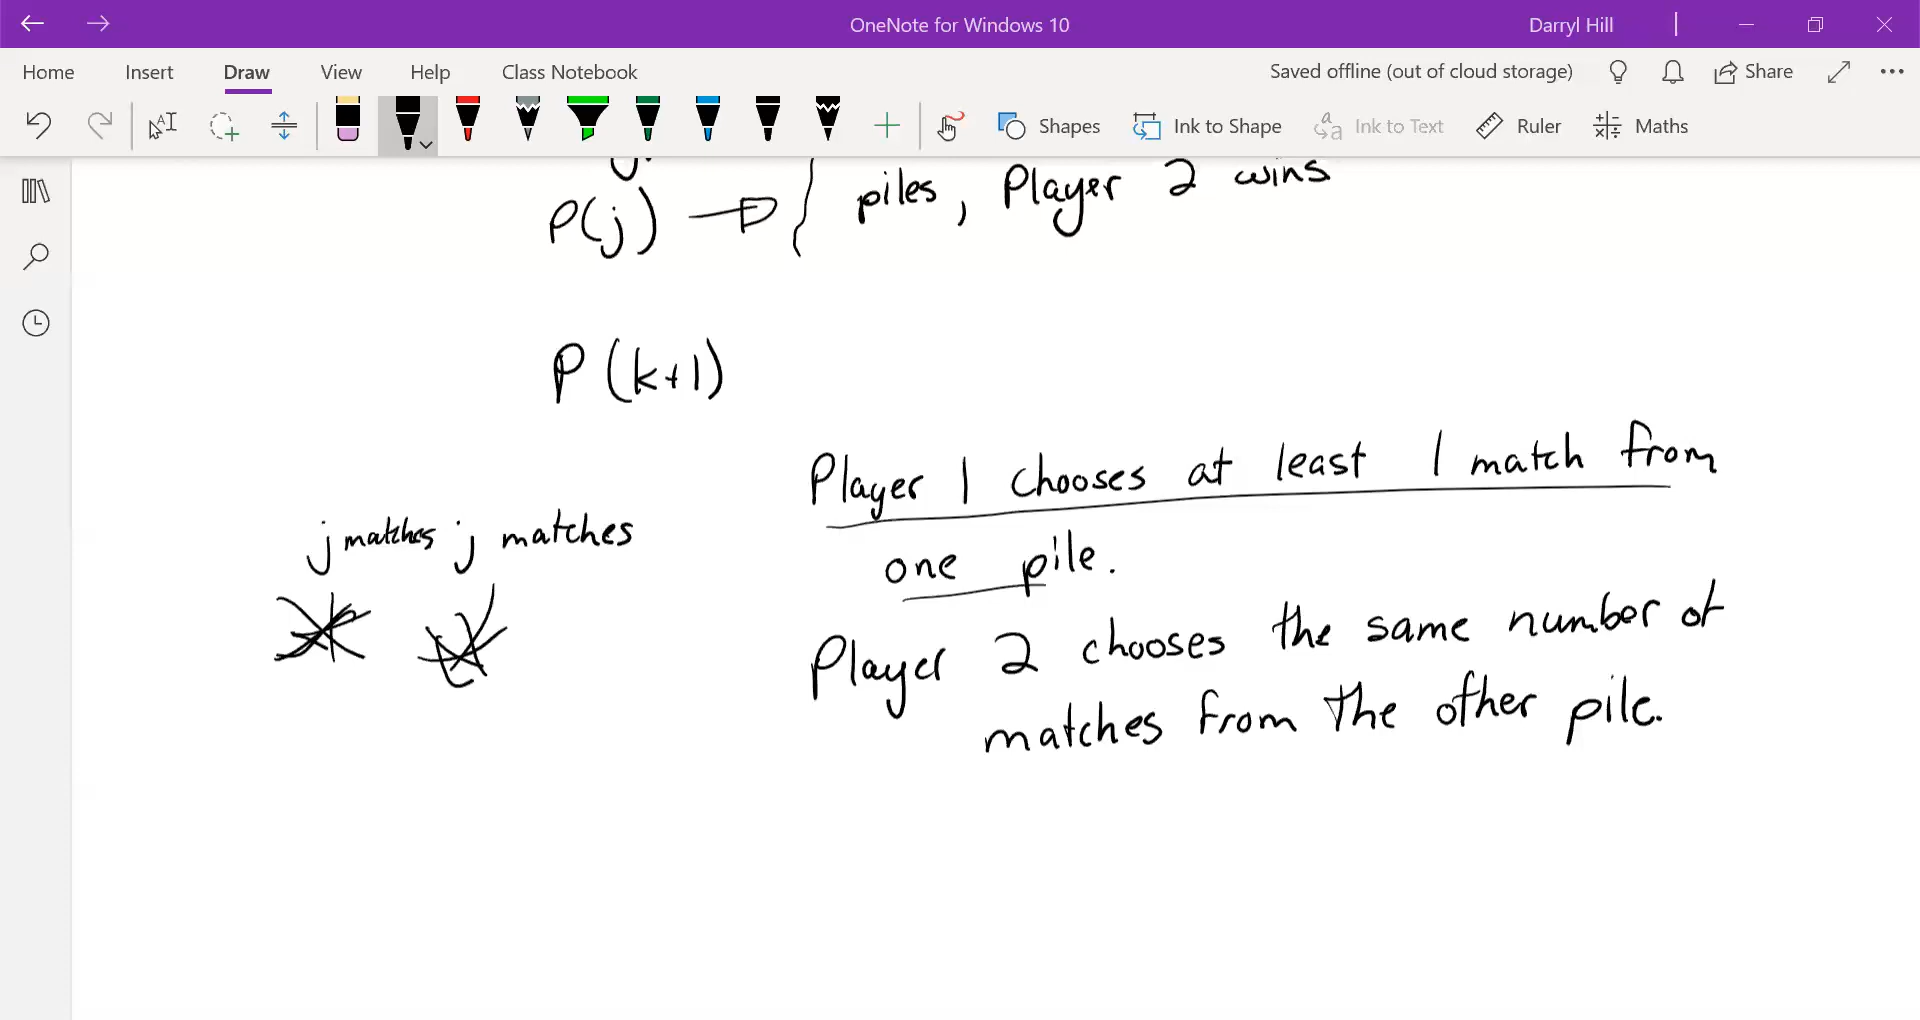 OneNote for Windows 10
Darryl Hill
Home Insert Draw View Help Class Notebook
Saved offline (out of cloud storage) Share
Shapes Ink to Shape Ink to Text Ruler Maths
P(j) → { piles, Player 2 wins
P(k+1)
Player 1 chooses at least 1 match from
one pile.
j matches j matches
Player 2 chooses the same number of
matches from the other pile.